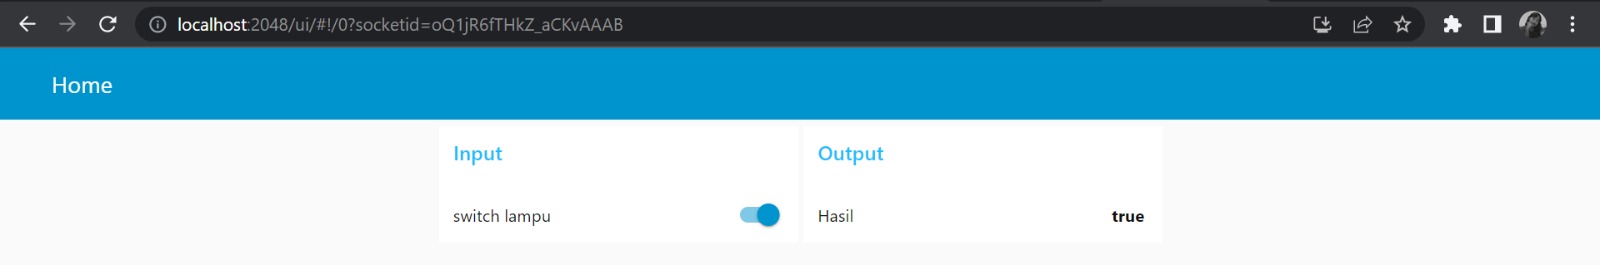 localhost:2048/ui/#!/0?socketid=oQ1jR6fTHkZ_aCKvAAAB
Home
Input
switch lampu
Output
Hasil true